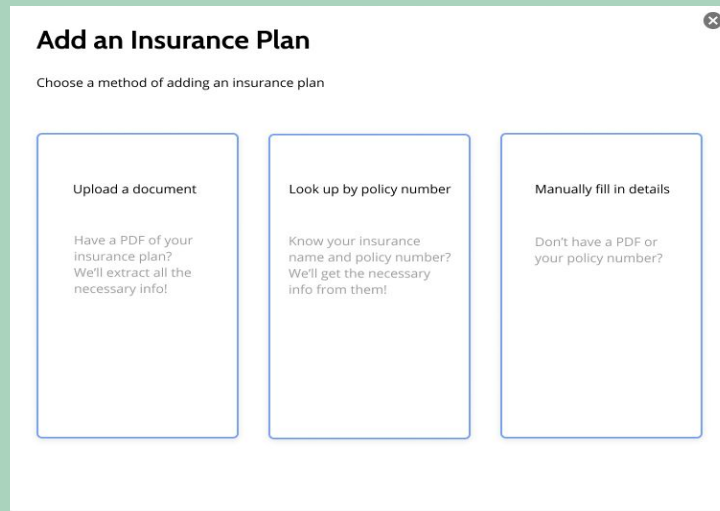 Add an Insurance Plan
Choose a method of adding an insurance plan
Upload a document
Have a PDF of your
insurance plan?
We'll extract all the
necessary info!
Look up by policy number
Know your insurance
name and policy number?
We'll get the necessary
info from them!
Manually fill in details
Don't have a PDF or
your policy number?